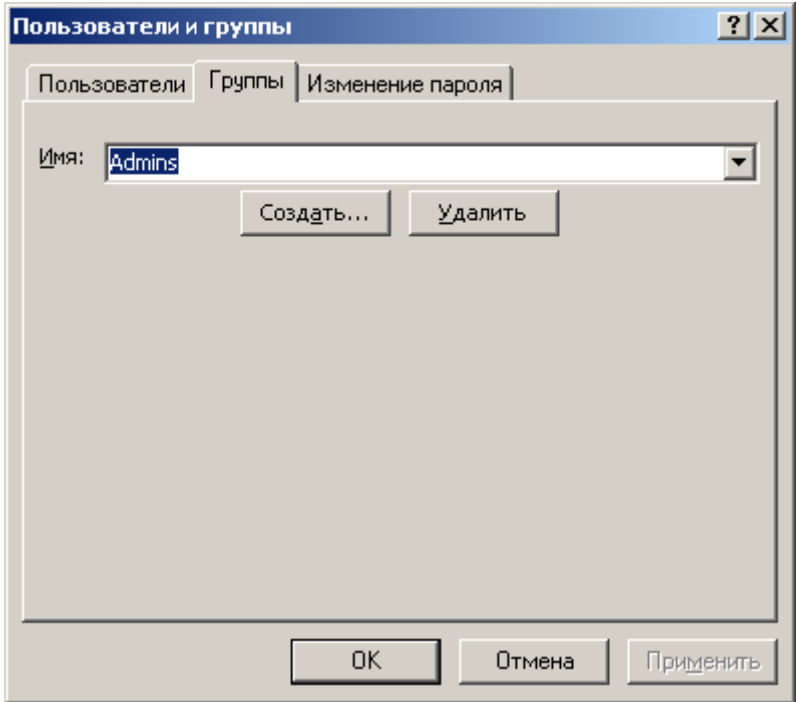 Пользователи и группы
Пользователи Группы Изменение пароля
Имя: Admins
Создать... Удалить
OK Отмена Применить